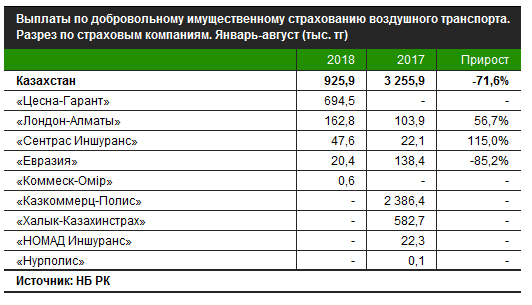 Выплаты по добровольному имущественному страхованию воздушного транспорта.
Разрез по страховым компаниям. Январь-август (тыс. тг)
2018 2017 Прирост
Казахстан 925,9 3 255,9 -71,6%
«Цесна-Гарант» 694,5 - -
«Лондон-Алматы» 162,8 103,9 56,7%
«Сентрас Иншуранс» 47,6 22,1 115,0%
«Евразия» 20,4 138,4 -85,2%
«Коммеск-Өмір» 0,6 - -
«Казкоммерц-Полис» - 2 386,4 -
«Халык-Казахинстрах» - 582,7 -
«НОМАД Иншуранс» - 22,3 -
«Нурполис» - 0,1 -
Источник: НБ РК